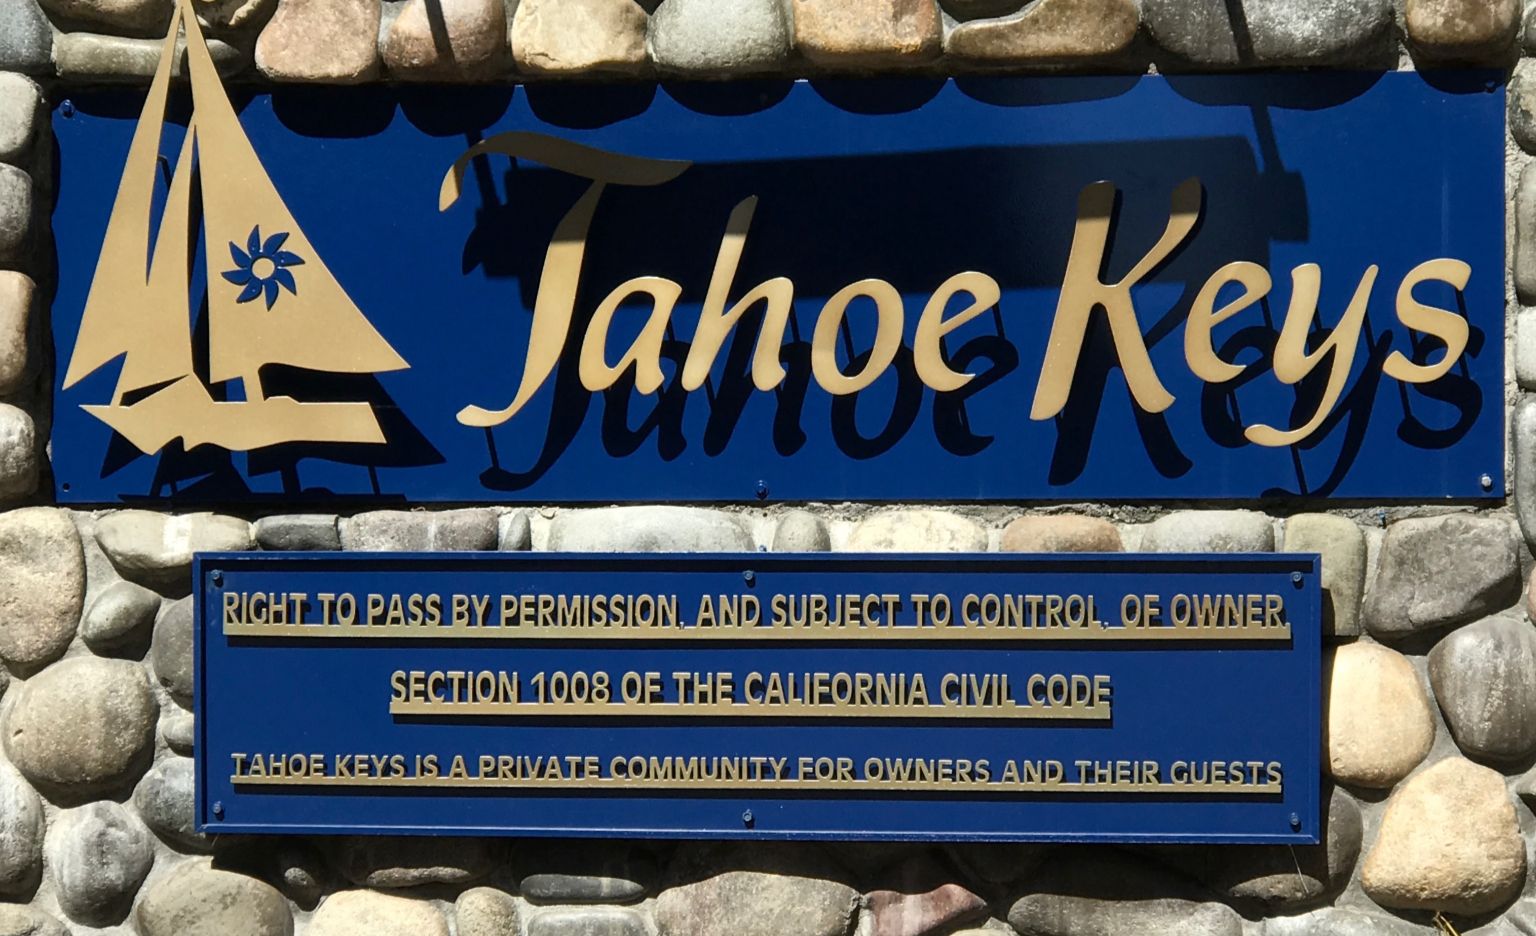 Tahoe Keys
RIGHT TO PASS BY PERMISSION, AND SUBJECT TO CONTROL, OF OWNER,
SECTION 1008 OF THE CALIFORNIA CIVIL CODE
TAHOE KEYS IS A PRIVATE COMMUNITY FOR OWNERS AND THEIR GUESTS